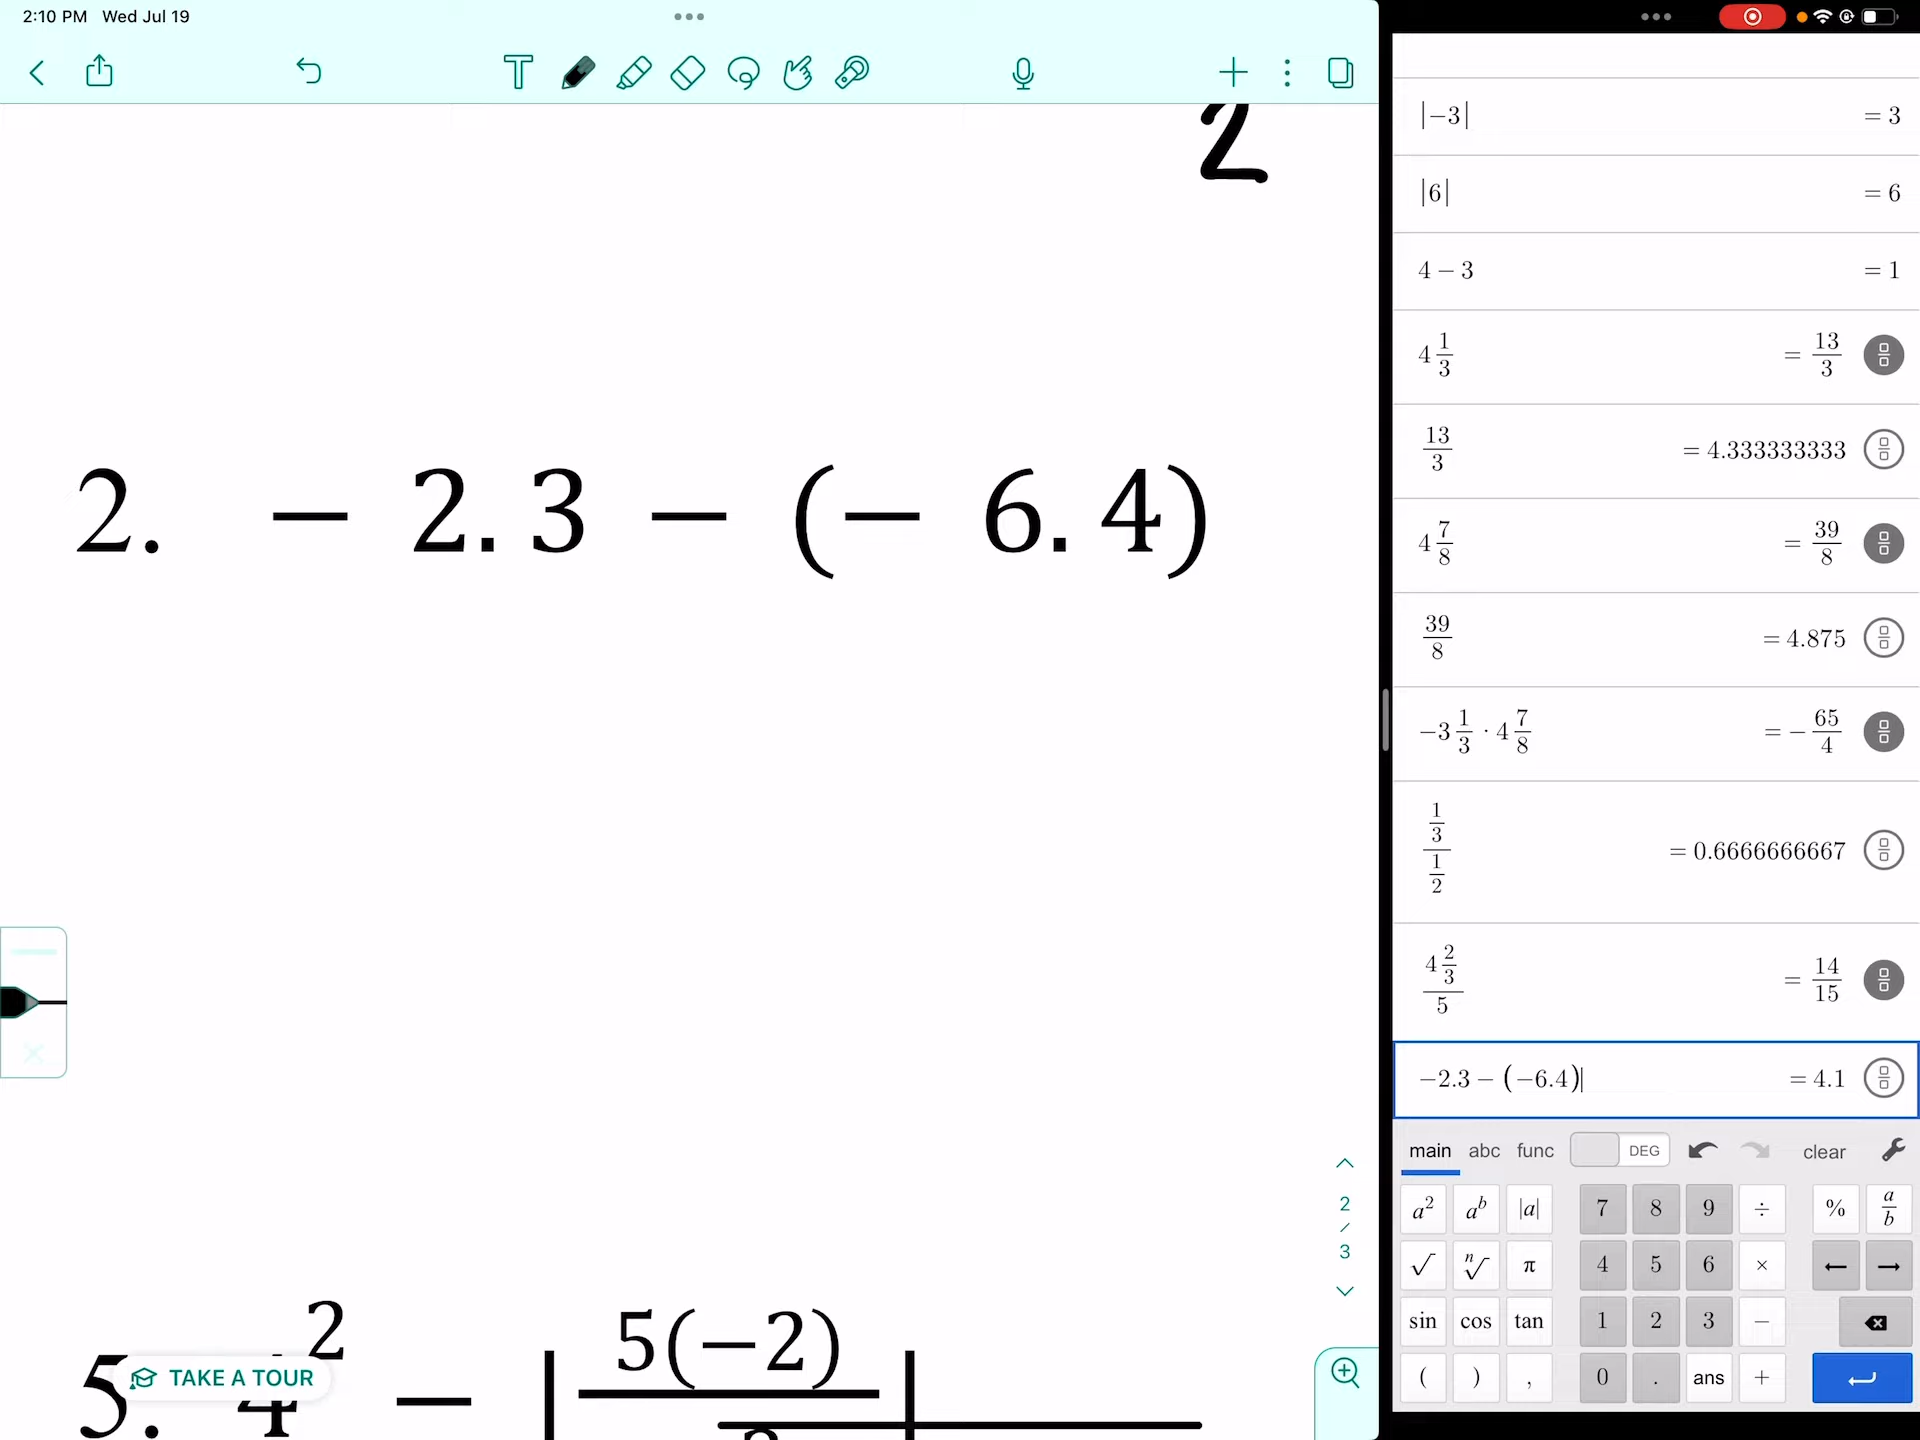 2:10 PM Wed Jul 19
2
2. − 2.3 − (− 6.4)
5. 4² − | 5(−2)
TAKE A TOUR
2
/
3
|−3| = 3
|6| = 6
4 − 3 = 1
4 1/3 = 13/3
13/3 = 4.333333333
4 7/8 = 39/8
39/8 = 4.875
−3 1/3 · 4 7/8 = − 65/4
1/3 / 1/2 = 0.6666666667
4 2/3 / 5 = 14/15
−2.3 − (−6.4) = 4.1
main abc func DEG clear
a² aᵇ |a| 7 8 9 ÷ % a/b
√ ⁿ√ π 4 5 6 × ← →
sin cos tan 1 2 3 −
( ) , 0 . ans +